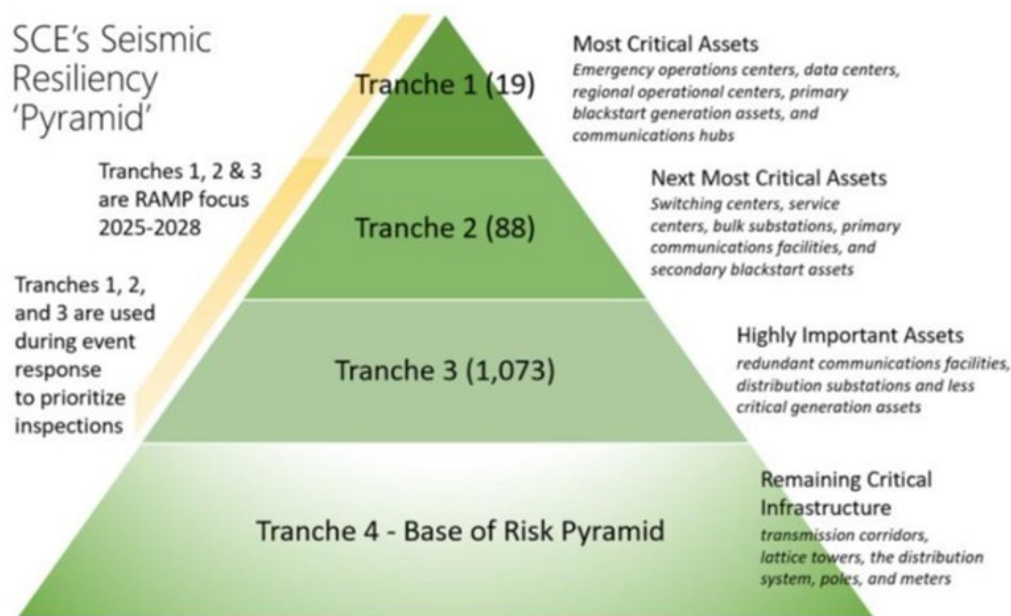 SCE's Seismic
Resiliency
'Pyramid'
Tranches 1, 2 & 3
are RAMP focus
2025-2028
Tranches 1, 2,
and 3 are used
during event
response
to prioritize
inspections
Tranche 1 (19)
Most Critical Assets
Emergency operations centers, data centers,
regional operational centers, primary
blackstart generation assets, and
communications hubs
Tranche 2 (88)
Next Most Critical Assets
Switching centers, service
centers, bulk substations, primary
communications facilities, and
secondary blackstart assets
Tranche 3 (1,073)
Highly Important Assets
redundant communications facilities,
distribution substations and less
critical generation assets
Tranche 4 - Base of Risk Pyramid
Remaining Critical
Infrastructure
transmission corridors,
lattice towers, the distribution
system, poles, and meters